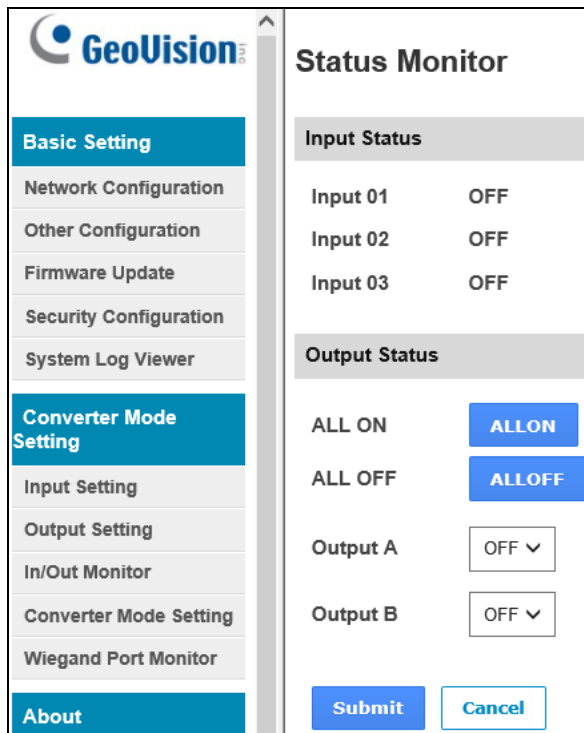 GeoVision inc
Basic Setting
Network Configuration
Other Configuration
Firmware Update
Security Configuration
System Log Viewer
Converter Mode
Setting
Input Setting
Output Setting
In/Out Monitor
Converter Mode Setting
Wiegand Port Monitor
About
Status Monitor
Input Status
Input 01 OFF
Input 02 OFF
Input 03 OFF
Output Status
ALL ON ALLON
ALL OFF ALLOFF
Output A OFF
Output B OFF
Submit Cancel